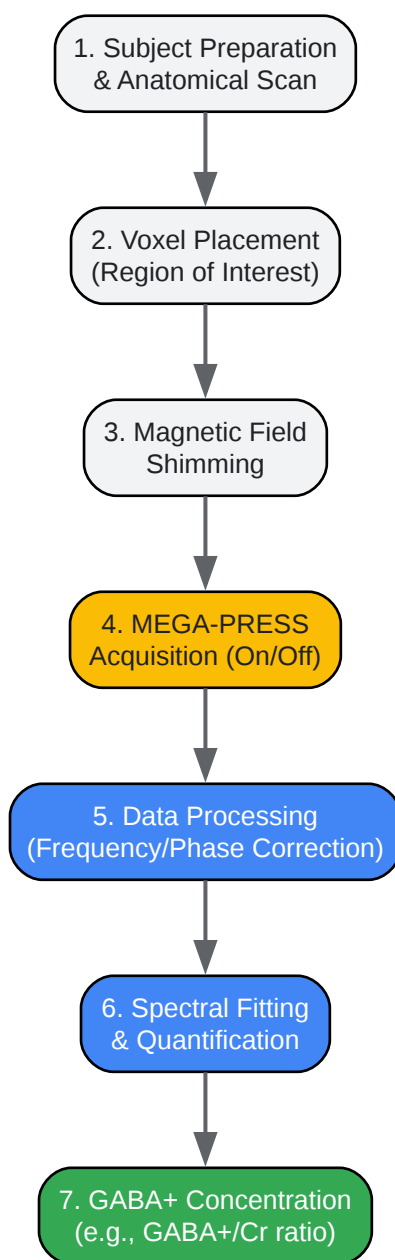 1. Subject Preparation
& Anatomical Scan
2. Voxel Placement
(Region of Interest)
3. Magnetic Field
Shimming
4. MEGA-PRESS
Acquisition (On/Off)
5. Data Processing
(Frequency/Phase Correction)
6. Spectral Fitting
& Quantification
7. GABA+ Concentration
(e.g., GABA+/Cr ratio)